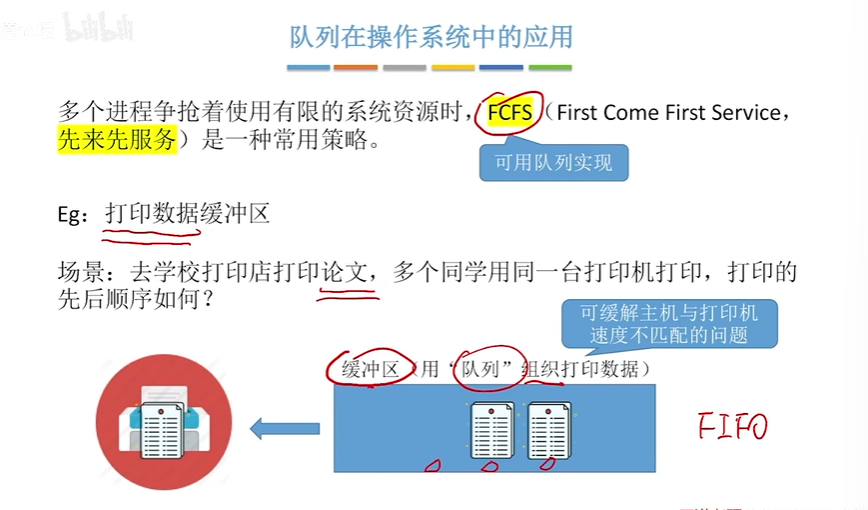 队列在操作系统中的应用
多个进程争抢着使用有限的系统资源时，FCFS（First Come First Service，
先来先服务）是一种常用策略。
可用队列实现
Eg：打印数据缓冲区
场景：去学校打印店打印论文，多个同学用同一台打印机打印，打印的
先后顺序如何？
可缓解主机与打印机
速度不匹配的问题
缓冲区（用“队列”组织打印数据）
FIFO